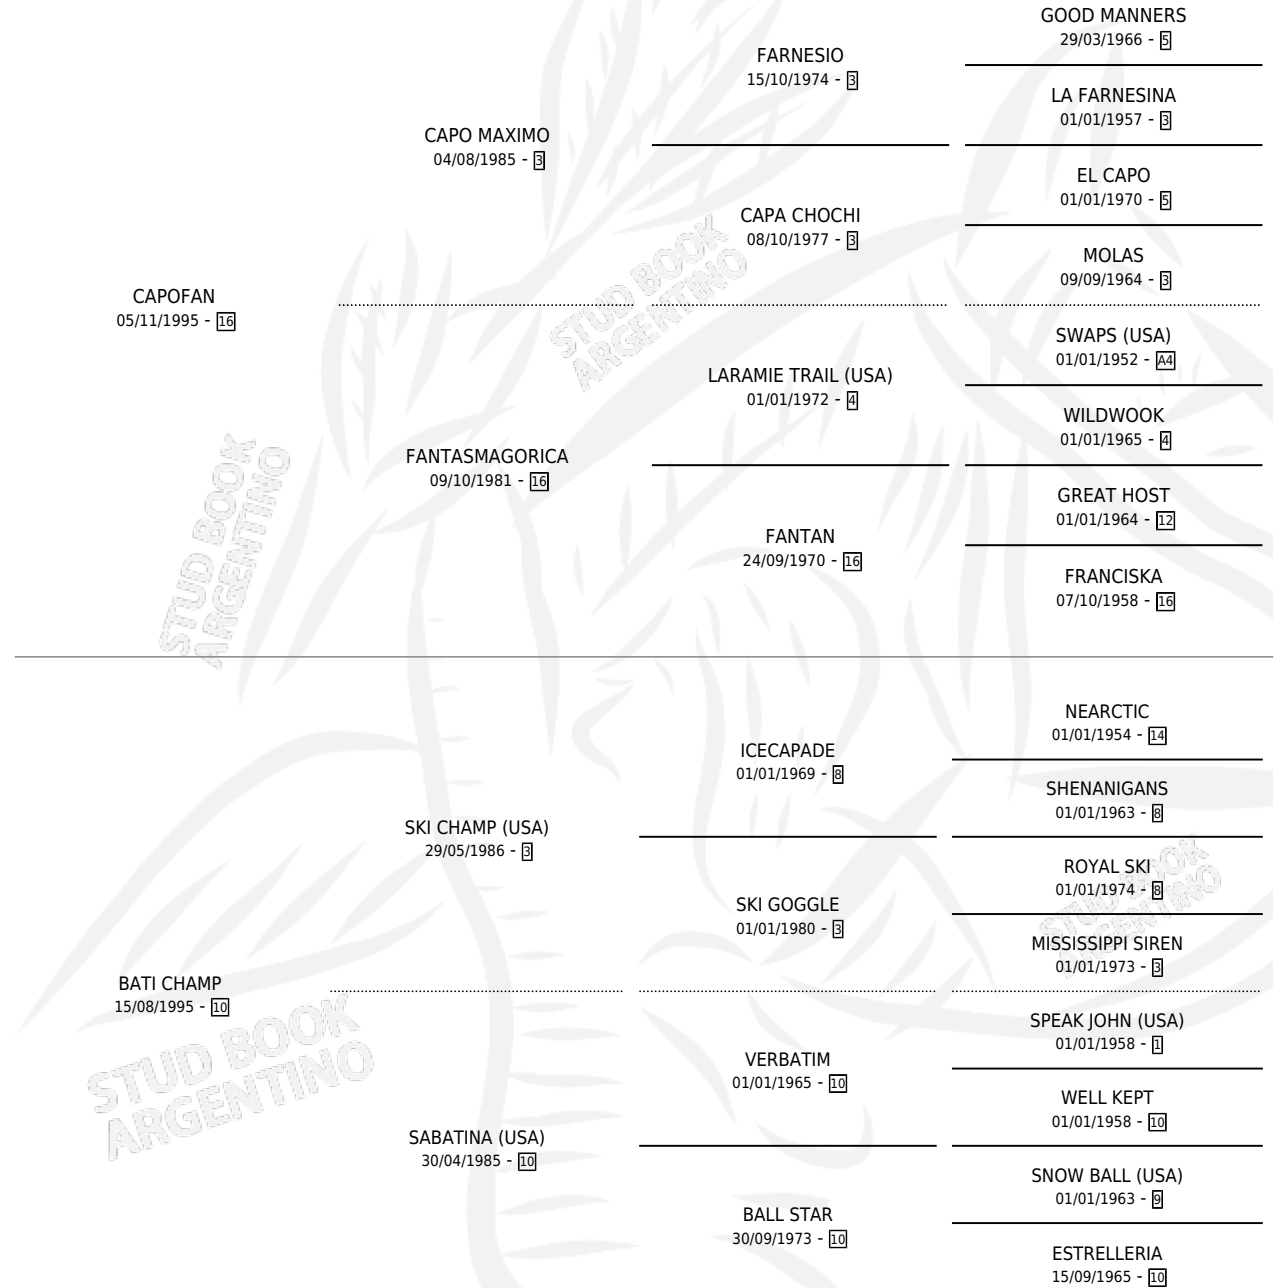 GOOD MANNERS
29/03/1966 - 5
FARNESIO
15/10/1974 - 3
LA FARNESINA
01/01/1957 - 3
CAPO MAXIMO
04/08/1985 - 3
EL CAPO
01/01/1970 - 5
CAPA CHOCHI
08/10/1977 - 3
MOLAS
09/09/1964 - 3
CAPOFAN
05/11/1995 - 16
STUD BOOK
ARGENTINO
SWAPS (USA)
01/01/1952 - A4
LARAMIE TRAIL (USA)
01/01/1972 - 4
WILDWOOK
01/01/1965 - 4
FANTASMAGORICA
09/10/1981 - 16
GREAT HOST
01/01/1964 - 12
FANTAN
24/09/1970 - 16
FRANCISKA
07/10/1958 - 16
STUD BOOK
ARGENTINO
NEARCTIC
01/01/1954 - 14
ICECAPADE
01/01/1969 - 8
SHENANIGANS
01/01/1963 - 8
SKI CHAMP (USA)
29/05/1986 - 3
ROYAL SKI
01/01/1974 - 8
SKI GOGGLE
01/01/1980 - 3
MISSISSIPPI SIREN
01/01/1973 - 3
STUD BOOK
ARGENTINO
BATI CHAMP
15/08/1995 - 10
SPEAK JOHN (USA)
01/01/1958 - 1
VERBATIM
01/01/1965 - 10
WELL KEPT
01/01/1958 - 10
STUD BOOK
ARGENTINO
SABATINA (USA)
30/04/1985 - 10
SNOW BALL (USA)
01/01/1963 - 9
BALL STAR
30/09/1973 - 10
ESTRELLERIA
15/09/1965 - 10